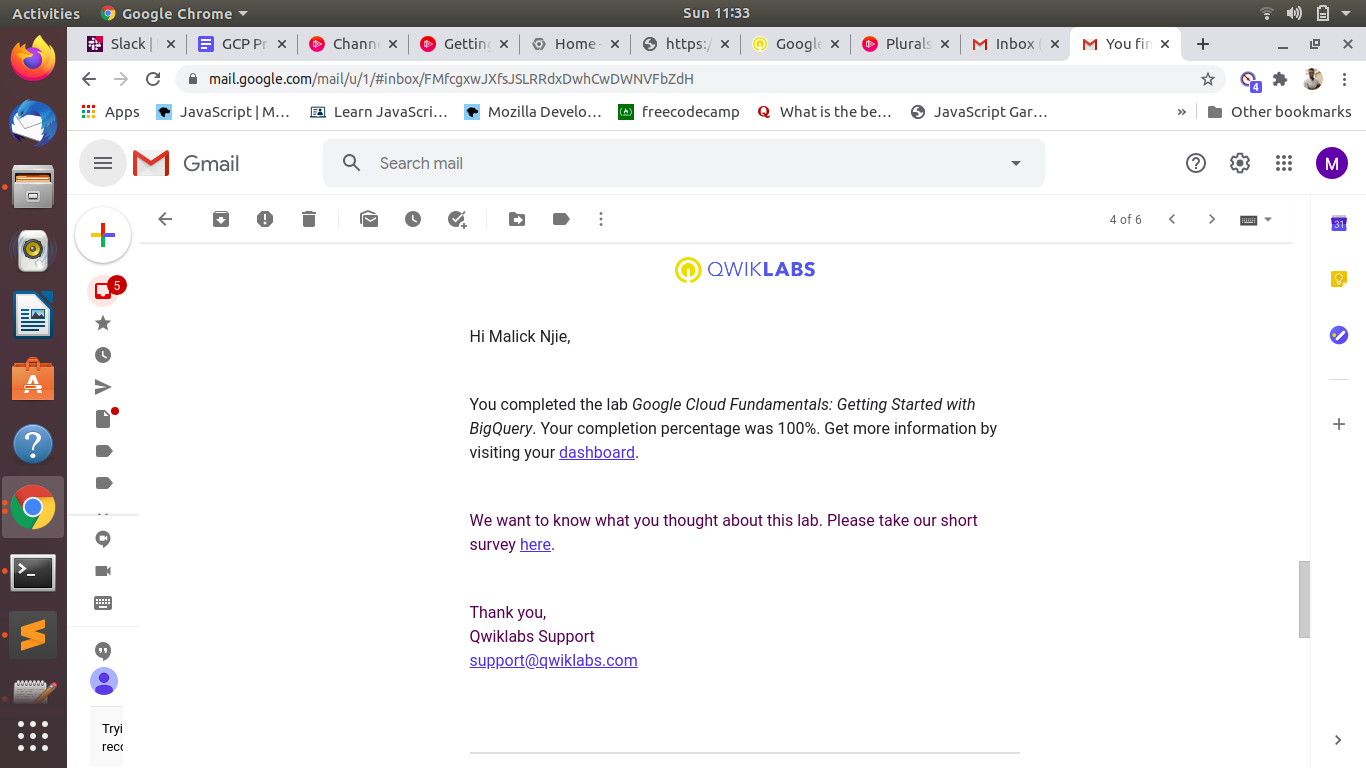 Activities Google Chrome Sun 11:33
Slack | GCP Pr Chann Getting Home - https:/ Google Plurals Inbox ( You fin
mail.google.com/mail/u/1/#inbox/FMfcgxwJXfsJSLRRdxDwhCwDWNVFbZdH
4
Apps JavaScript | M… Learn JavaScri… Mozilla Develo… freecodecamp What is the be… JavaScript Gar… » Other bookmarks
Gmail Search mail M
4 of 6
31
5
QWIKLABS
Hi Malick Njie,
You completed the lab Google Cloud Fundamentals: Getting Started with
BigQuery. Your completion percentage was 100%. Get more information by
visiting your dashboard.
We want to know what you thought about this lab. Please take our short
survey here.
Thank you,
Qwiklabs Support
support@qwiklabs.com
Tryi
reco